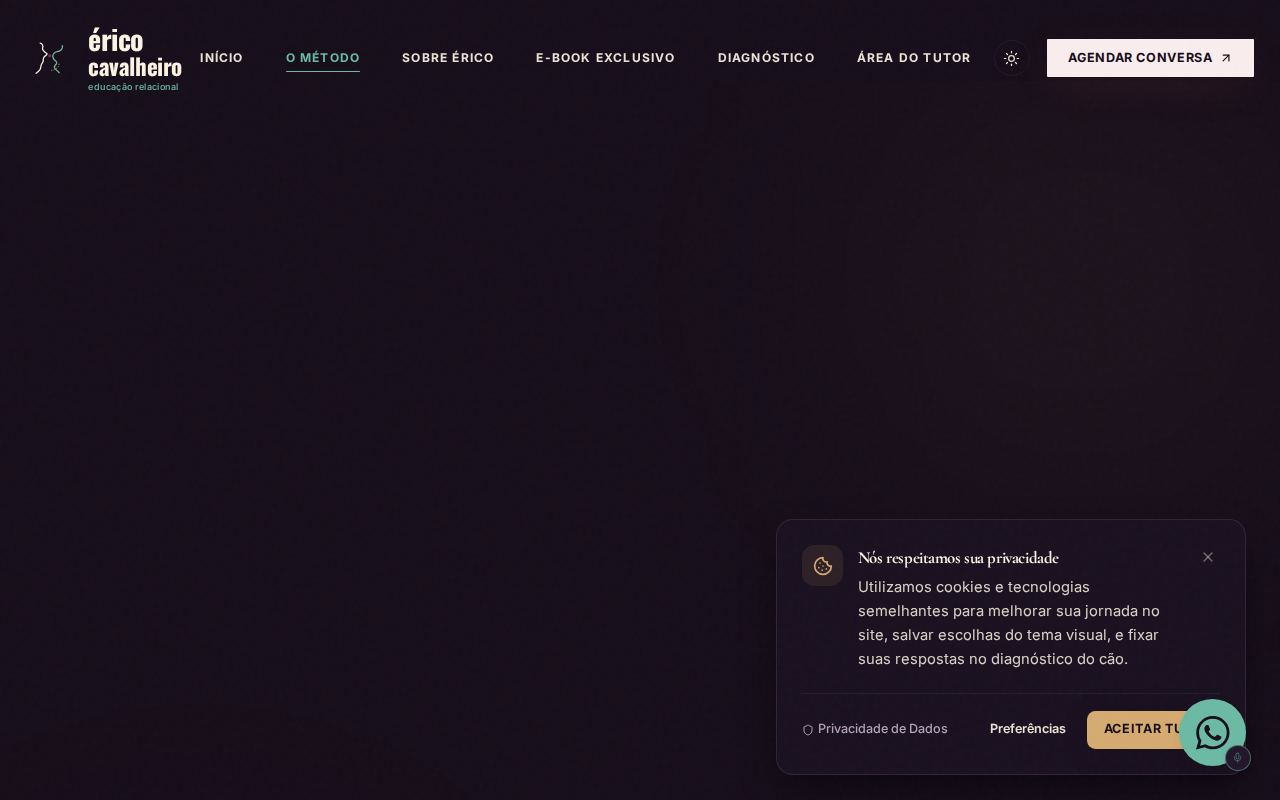 érico
cavalheiro
educação relacional
INÍCIO
O MÉTODO
SOBRE ÉRICO
E-BOOK EXCLUSIVO
DIAGNÓSTICO
ÁREA DO TUTOR
AGENDAR CONVERSA
Nós respeitamos sua privacidade
Utilizamos cookies e tecnologias
semelhantes para melhorar sua jornada no
site, salvar escolhas do tema visual, e fixar
suas respostas no diagnóstico do cão.
Privacidade de Dados
Preferências
ACEITAR